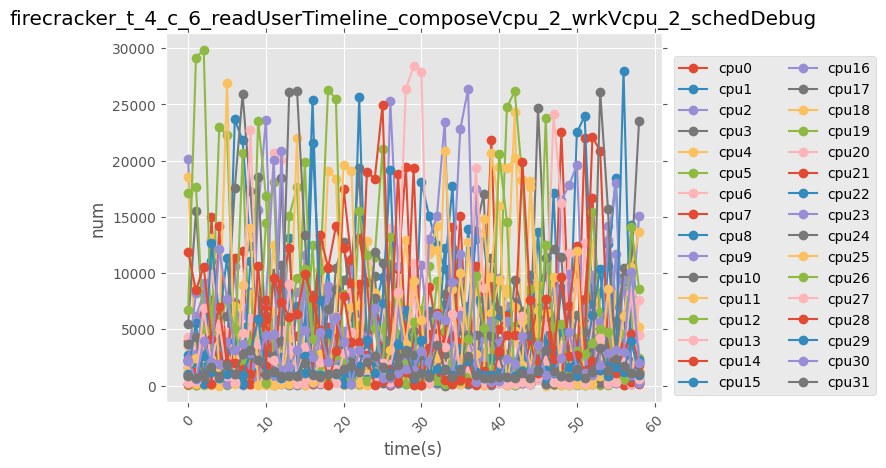 firecracker_t_4_c_6_readUserTimeline_composeVcpu_2_wrkVcpu_2_schedDebug
30000
25000
20000
15000
10000
5000
0
num
0
10
20
30
40
50
60
time(s)
cpu0
cpu1
cpu2
cpu3
cpu4
cpu5
cpu6
cpu7
cpu8
cpu9
cpu10
cpu11
cpu12
cpu13
cpu14
cpu15
cpu16
cpu17
cpu18
cpu19
cpu20
cpu21
cpu22
cpu23
cpu24
cpu25
cpu26
cpu27
cpu28
cpu29
cpu30
cpu31